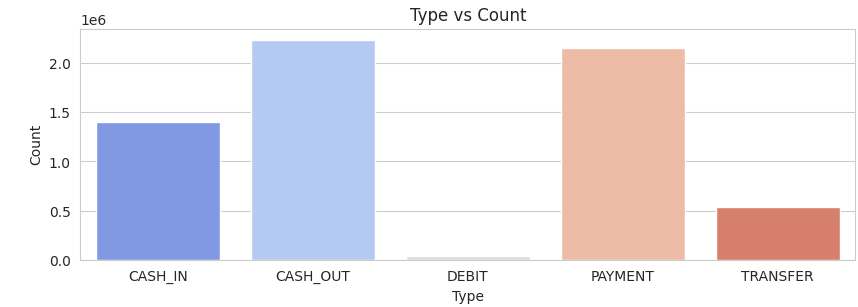 Type vs Count
1e6
2.0
1.5
1.0
0.5
0.0
Count
CASH_IN CASH_OUT DEBIT PAYMENT TRANSFER
Type